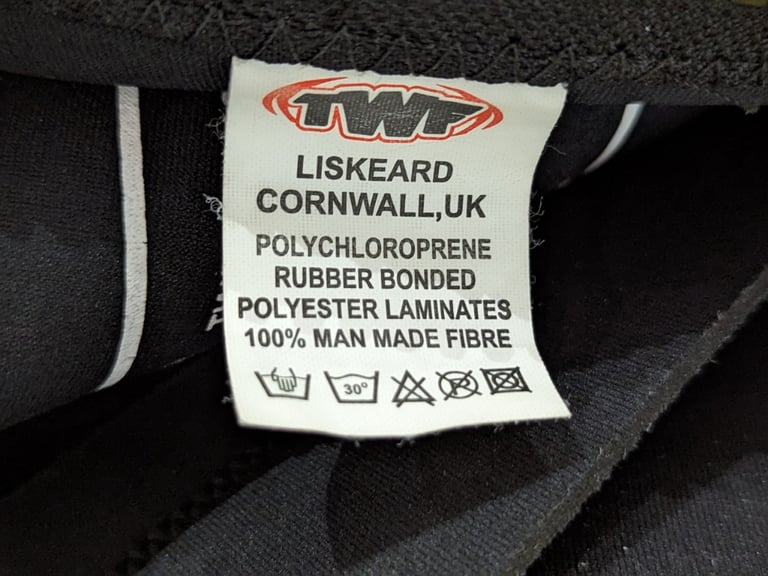 TWF
LISKEARD
CORNWALL,UK
POLYCHLOROPRENE
RUBBER BONDED
POLYESTER LAMINATES
100% MAN MADE FIBRE
30° P